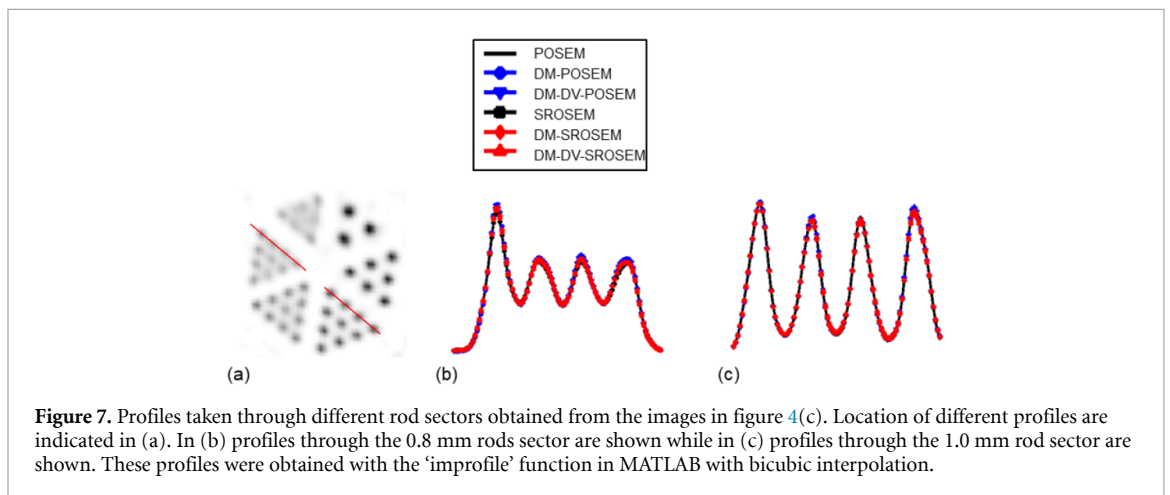 POSEM
DM-POSEM
DM-DV-POSEM
SROSEM
DM-SROSEM
DM-DV-SROSEM
(a)
(b)
(c)
Figure 7. Profiles taken through different rod sectors obtained from the images in figure 4(c). Location of different profiles are
indicated in (a). In (b) profiles through the 0.8 mm rods sector are shown while in (c) profiles through the 1.0 mm rod sector are
shown. These profiles were obtained with the ‘improfile’ function in MATLAB with bicubic interpolation.